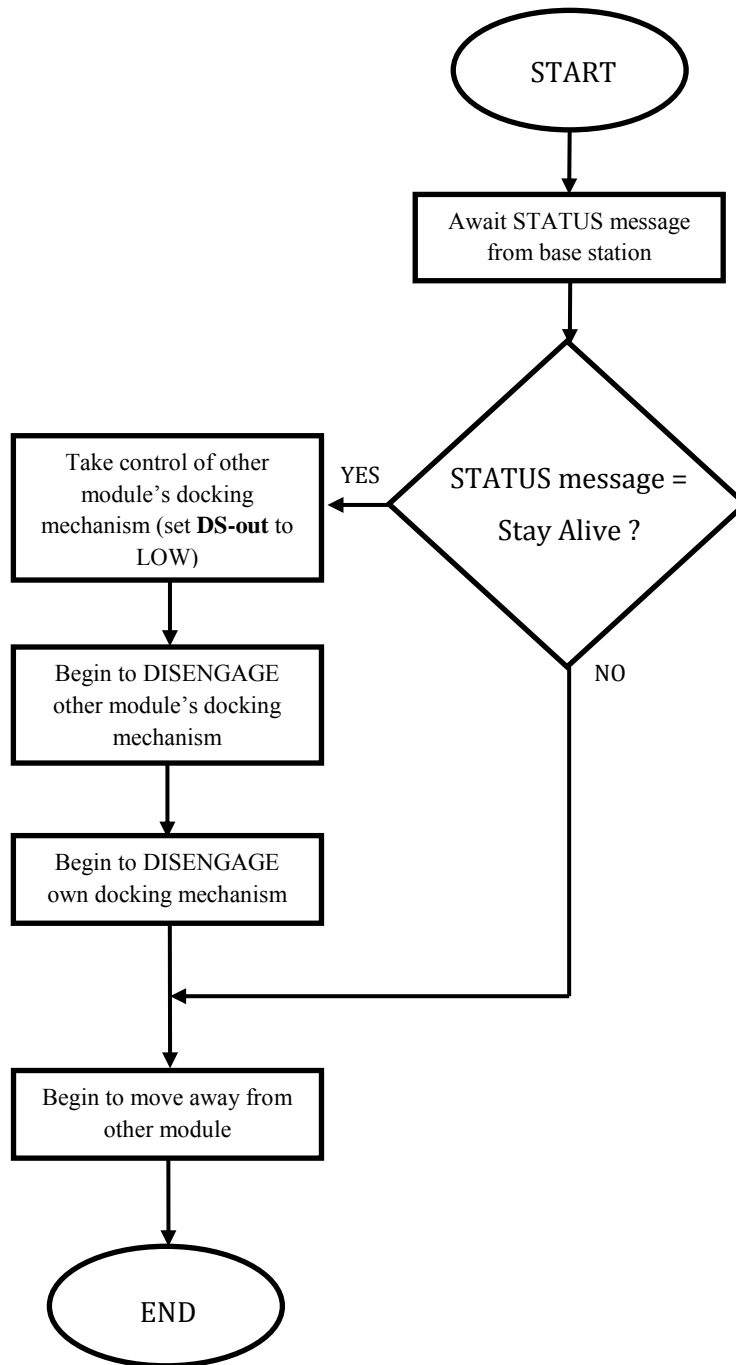 START
Await STATUS message
from base station
STATUS message =
Stay Alive ?
YES
NO
Take control of other
module’s docking
mechanism (set DS-out to
LOW)
Begin to DISENGAGE
other module’s docking
mechanism
Begin to DISENGAGE
own docking mechanism
Begin to move away from
other module
END